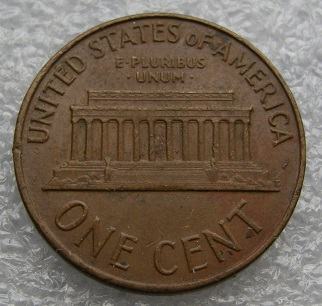 UNITED STATES OF AMERICA
E·PLURIBUS
·UNUM·
ONE CENT